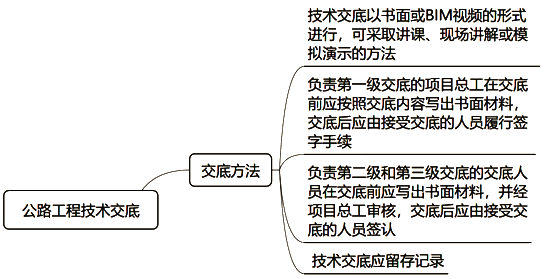 技术交底以书面或BIM视频的形式
进行，可采取讲课、现场讲解或模
拟演示的方法
负责第一级交底的项目总工在交底
前应按照交底内容写出书面材料，
交底后应由接受交底的人员履行签
字手续
交底方法
负责第二级和第三级交底的交底人
员在交底前应写出书面材料，并经
项目总工审核，交底后应由接受交
底的人员签认
公路工程技术交底
技术交底应留存记录